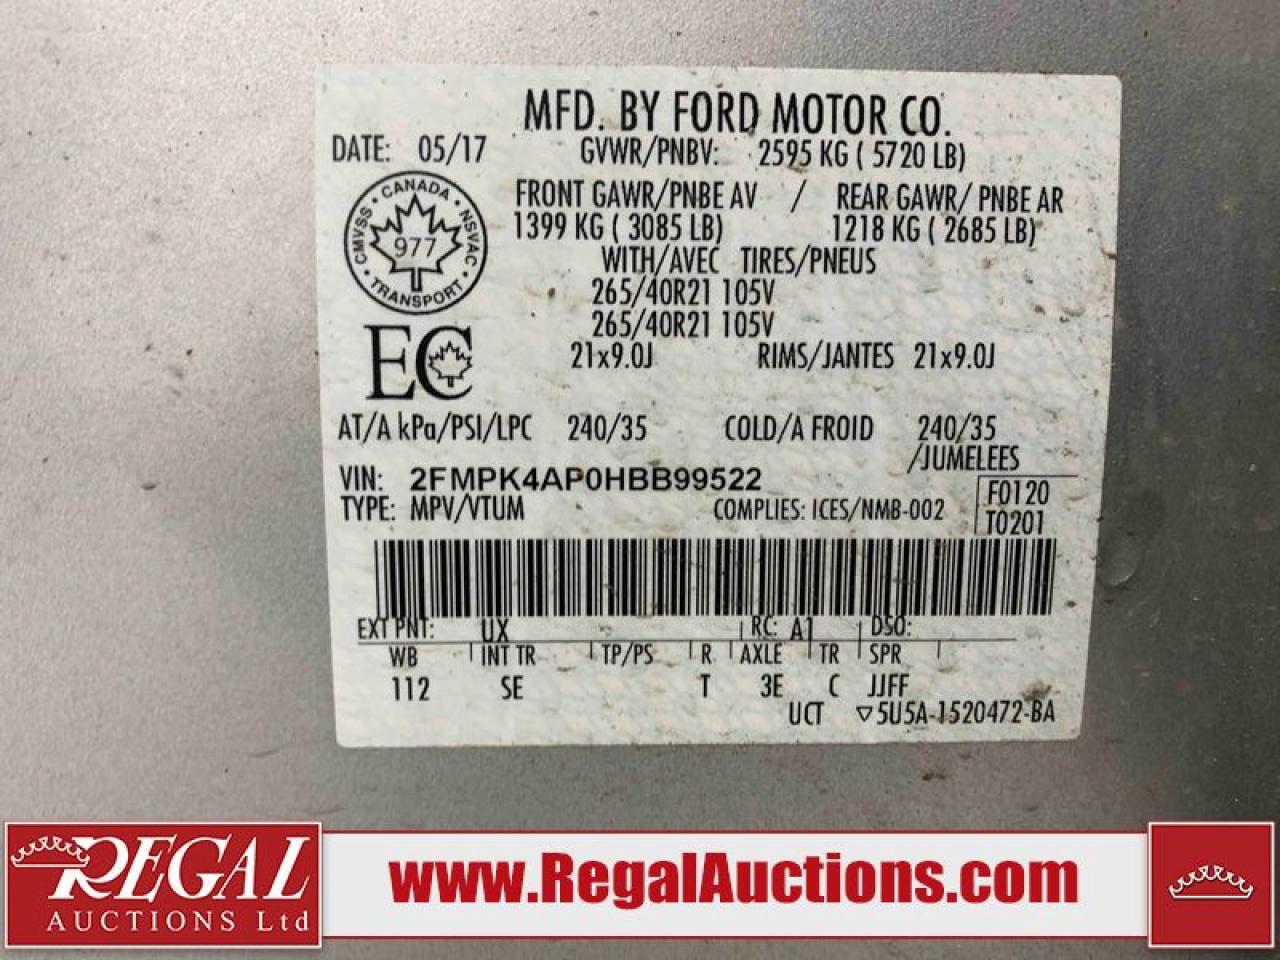 MFD. BY FORD MOTOR CO.
DATE: 05/17 GVWR/PNBV: 2595 KG ( 5720 LB)
FRONT GAWR/PNBE AV / REAR GAWR/ PNBE AR
1399 KG ( 3085 LB) 1218 KG ( 2685 LB)
WITH/AVEC TIRES/PNEUS
265/40R21 105V
265/40R21 105V
21x9.0J RIMS/JANTES 21x9.0J
CANADA · NSVAC · TRANSPORT · CMVSS ·
977
EC
AT/A kPa/PSI/LPC 240/35 COLD/A FROID 240/35
/JUMELEES
VIN: 2FMPK4AP0HBB99522
TYPE: MPV/VTUM COMPLIES: ICES/NMB-002
F0120
T0201
EXT PNT: UX RC: A1 DSO:
WB INT TR TP/PS R AXLE TR SPR
112 SE T 3E C JJFF
UCT ▽5U5A-1520472-BA
REGAL
AUCTIONS Ltd
www.RegalAuctions.com